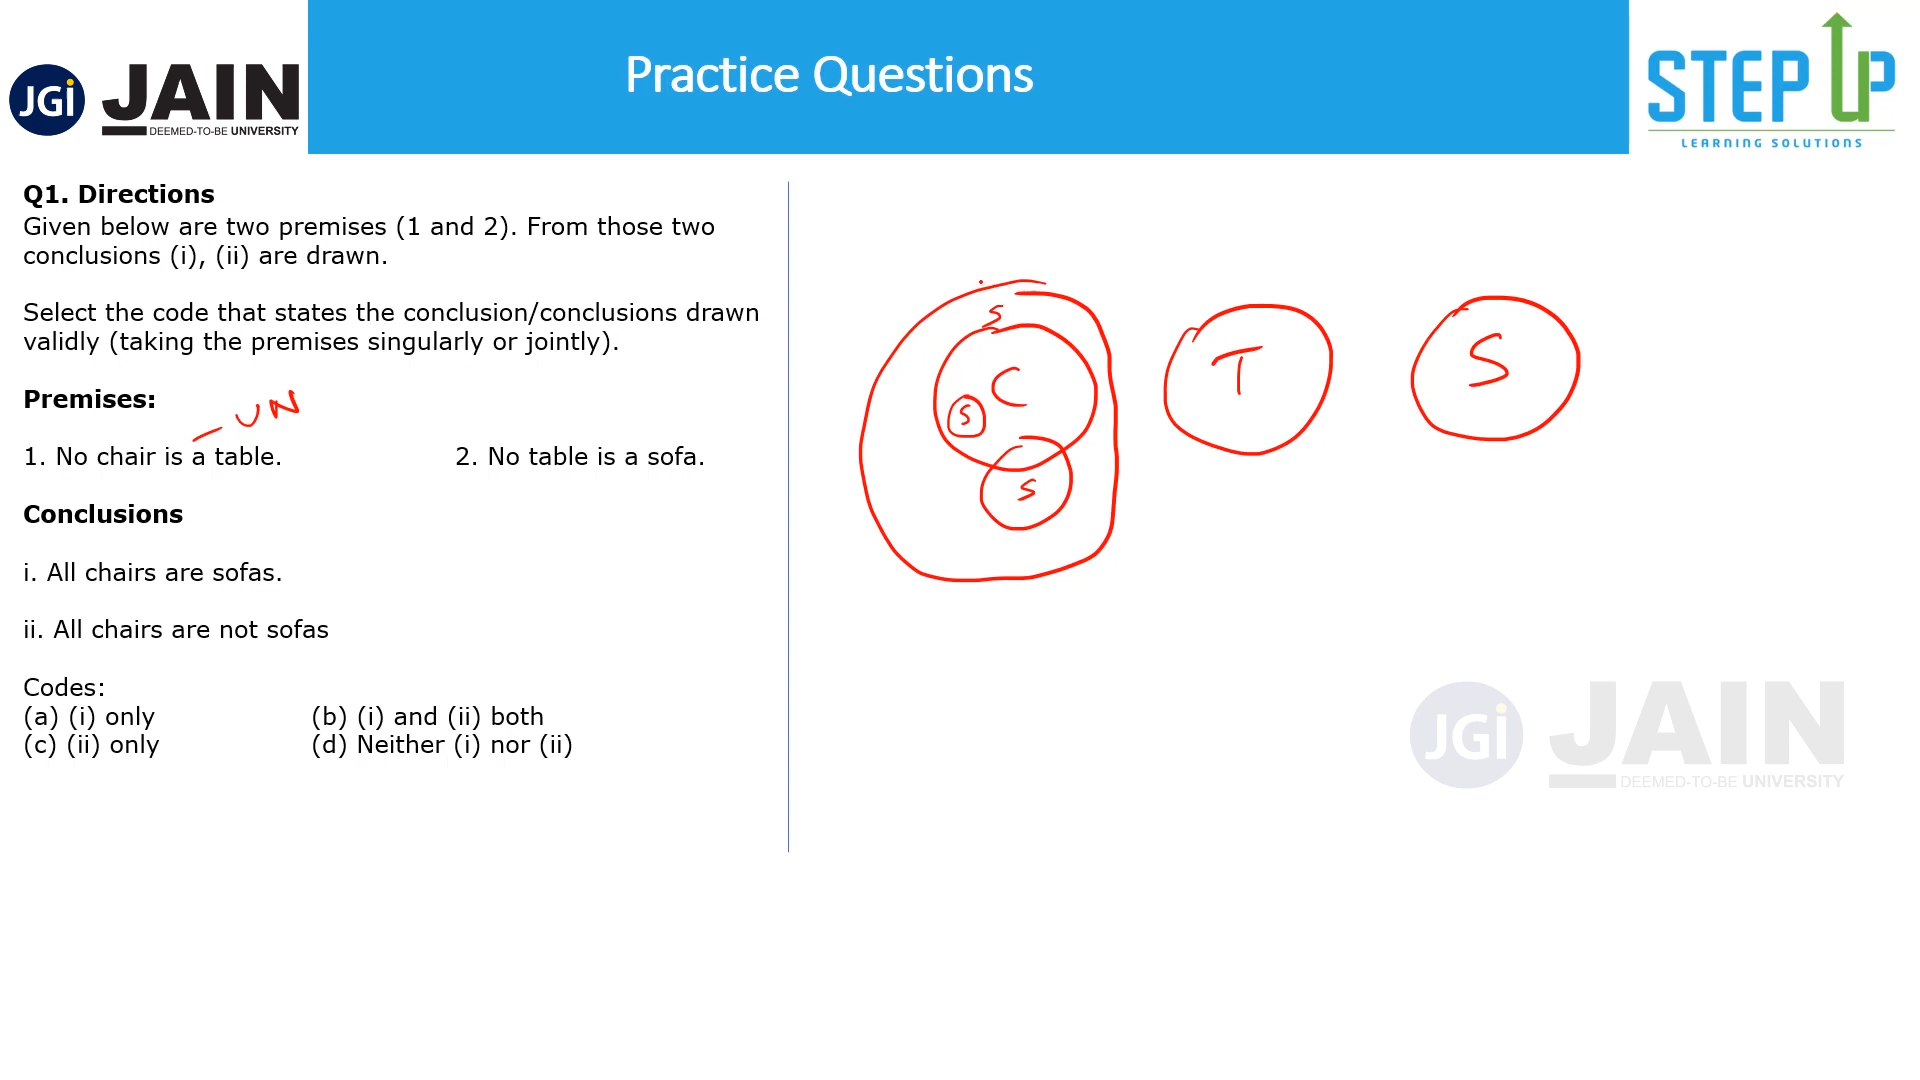 JGi JAIN
DEEMED-TO-BE UNIVERSITY
Practice Questions
STEP UP
LEARNING SOLUTIONS
Q1. Directions
Given below are two premises (1 and 2). From those two
conclusions (i), (ii) are drawn.
Select the code that states the conclusion/conclusions drawn
validly (taking the premises singularly or jointly).
Premises:
UN
1. No chair is a table. 2. No table is a sofa.
Conclusions
i. All chairs are sofas.
ii. All chairs are not sofas
Codes:
(a) (i) only (b) (i) and (ii) both
(c) (ii) only (d) Neither (i) nor (ii)
S
C
S
S
T
S
JGi JAIN
DEEMED-TO-BE UNIVERSITY